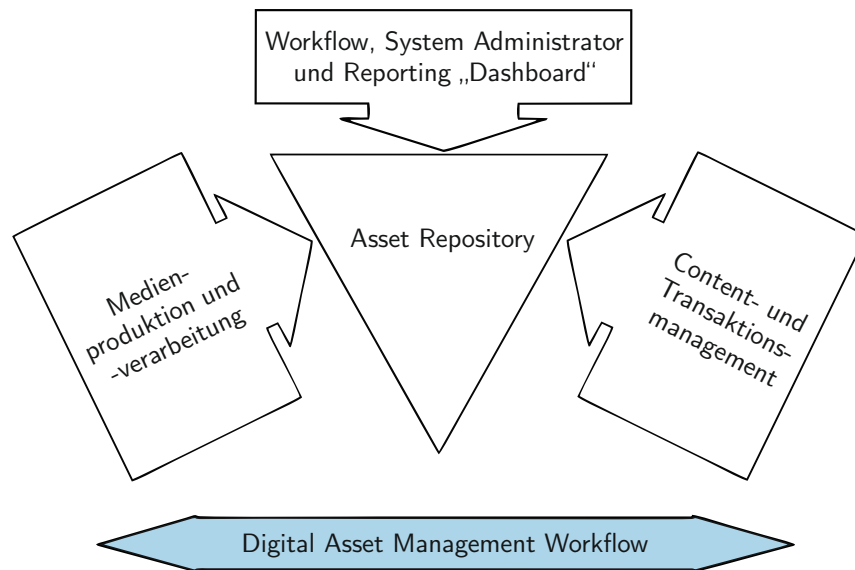 Workflow, System Administrator
und Reporting „Dashboard“
Asset Repository
Medien-
produktion und
-verarbeitung
Content- und
Transaktions-
management
Digital Asset Management Workflow